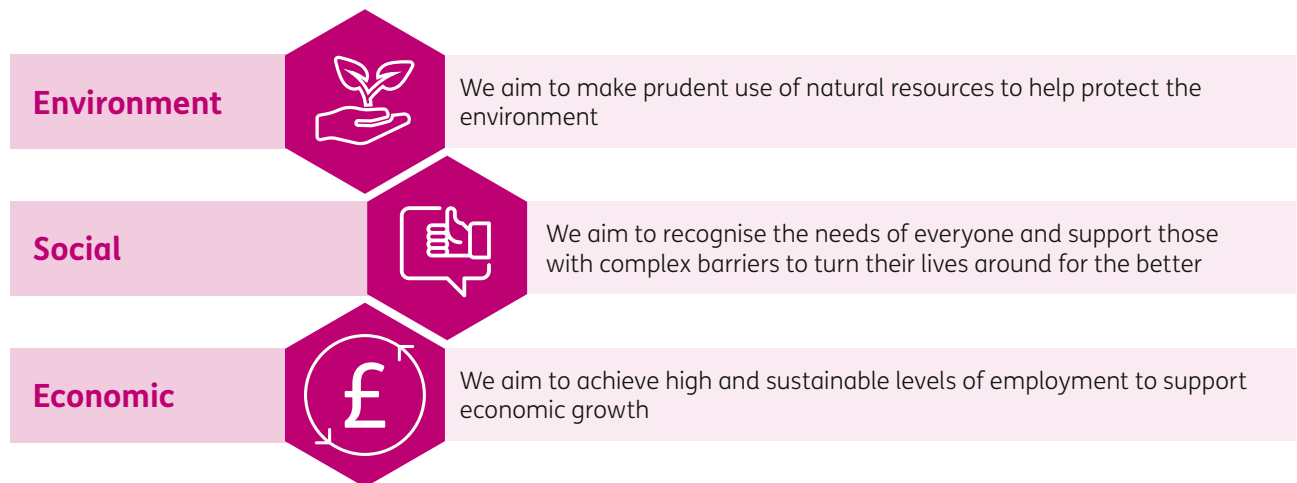 Environment
We aim to make prudent use of natural resources to help protect the
environment
Social
We aim to recognise the needs of everyone and support those
with complex barriers to turn their lives around for the better
£
Economic
We aim to achieve high and sustainable levels of employment to support
economic growth